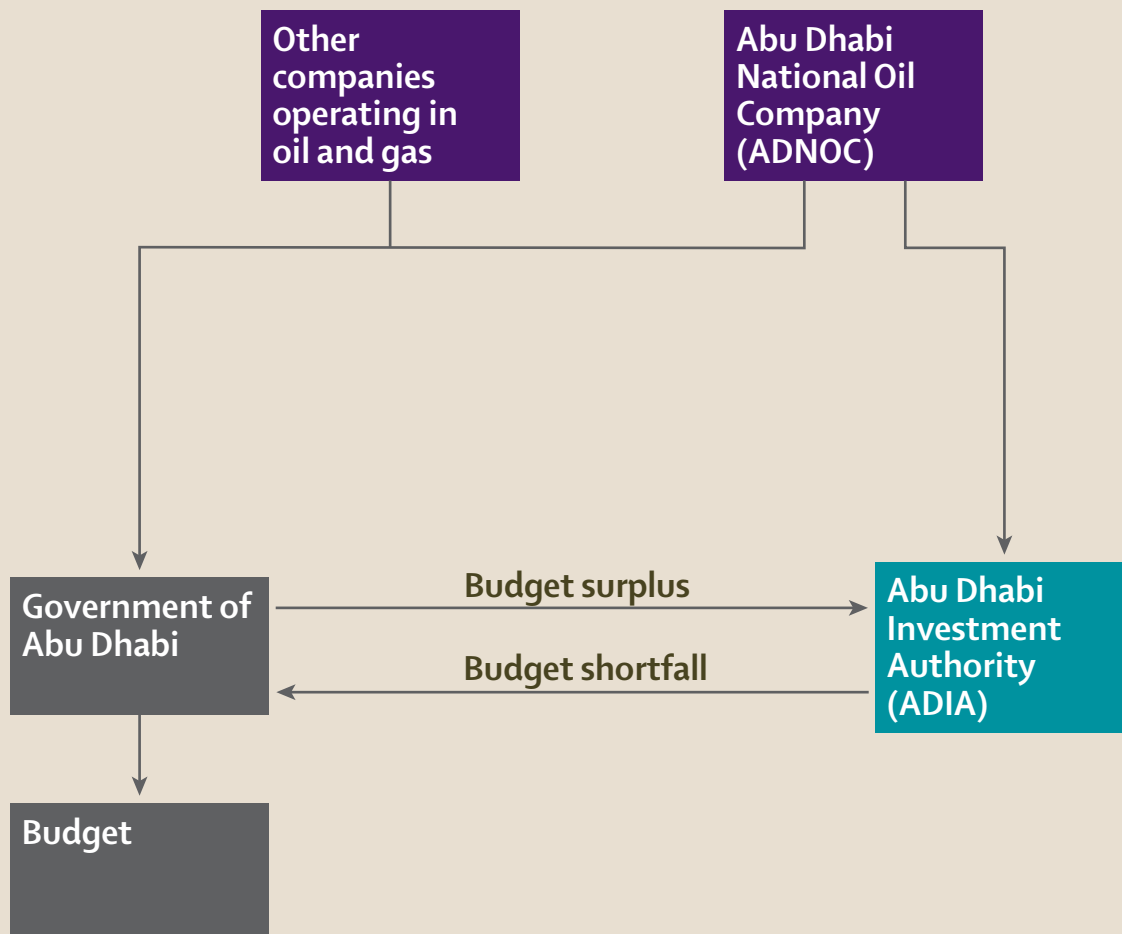 Other
companies
operating in
oil and gas
Abu Dhabi
National Oil
Company
(ADNOC)
Government of
Abu Dhabi
Budget surplus
Budget shortfall
Abu Dhabi
Investment
Authority
(ADIA)
Budget